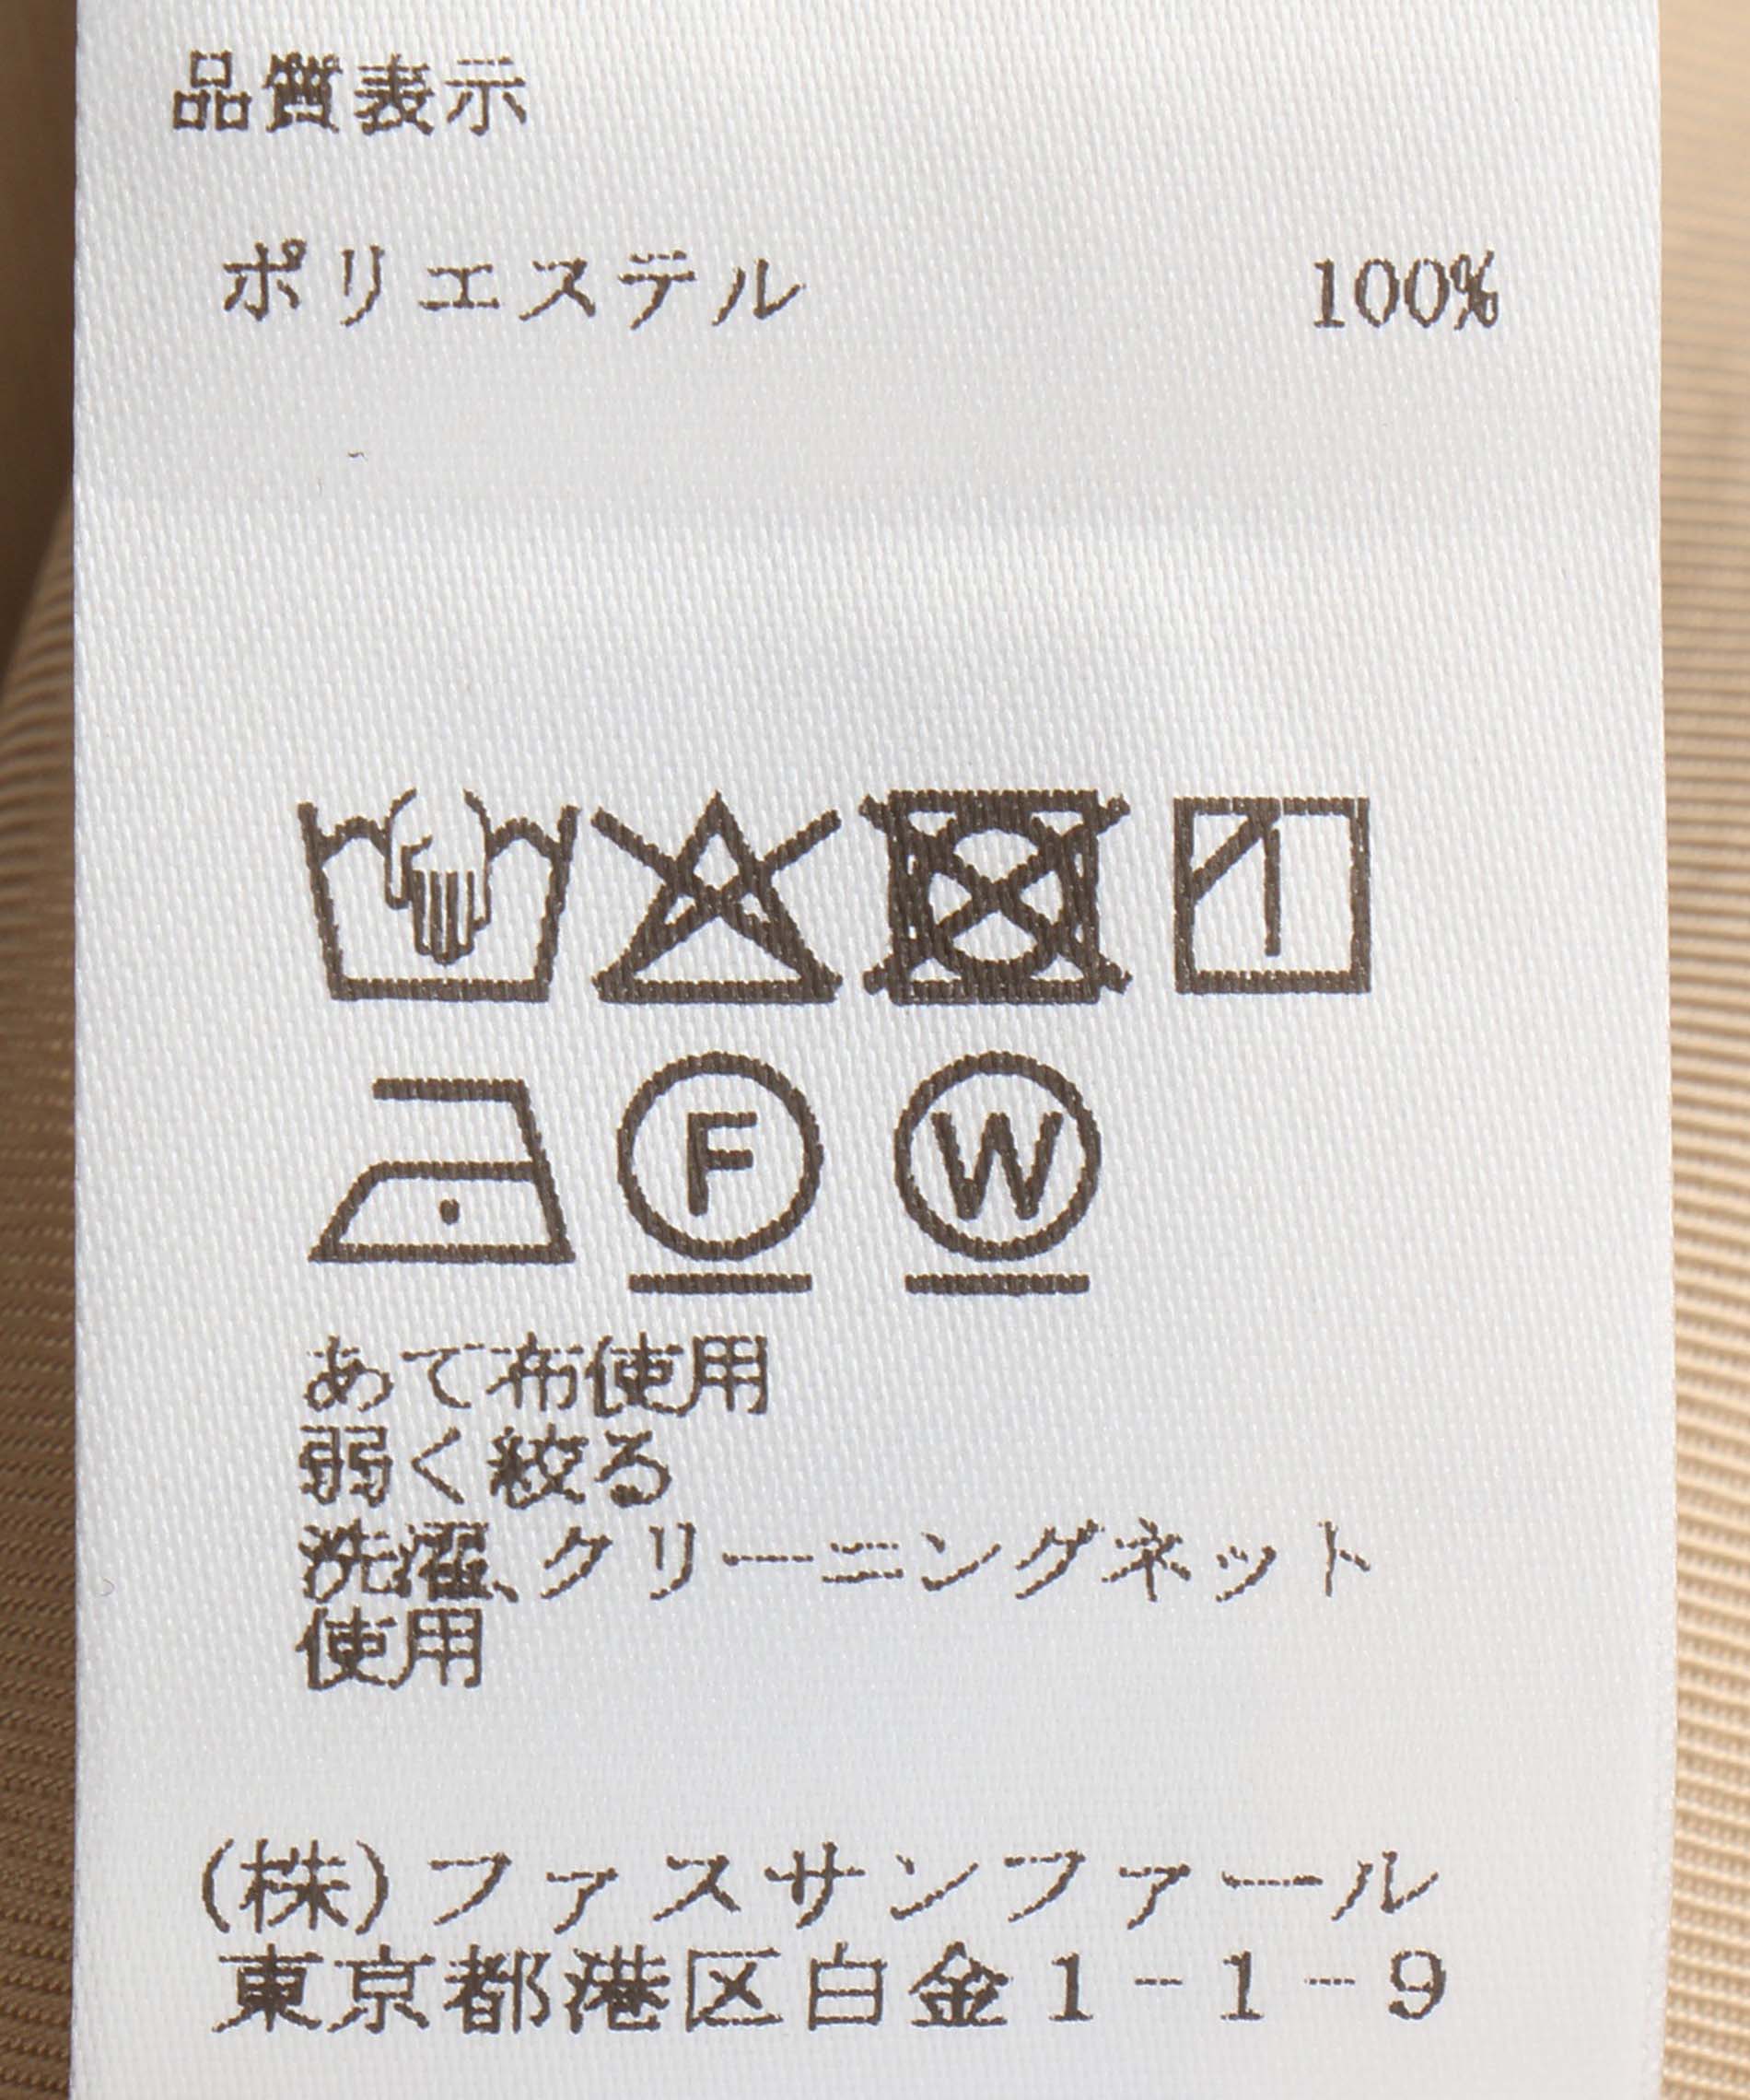 品質表示
ポリエステル 100%
F W
あて布使用
弱く絞る
洗濯、クリーニングネット
使用
(株)ファスサンファール
東京都港区白金1-1-9